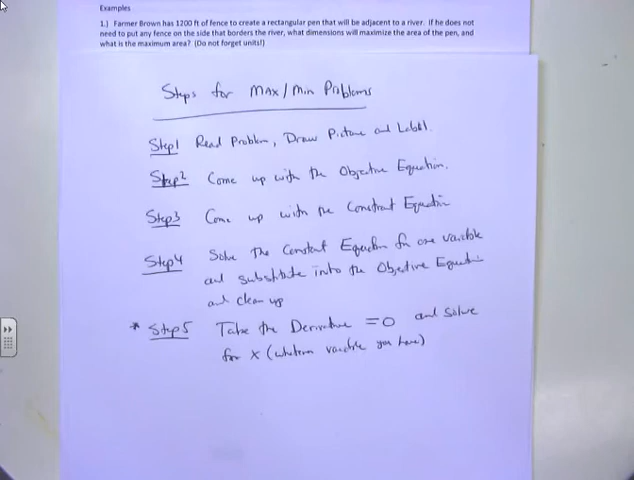 Examples
1.) Farmer Brown has 1200 ft of fence to create a rectangular pen that will be adjacent to a river. If he does not
need to put any fence on the side that borders the river, what dimensions will maximize the area of the pen, and
what is the maximum area? (Do not forget units!)
Steps for Max/Min Problems
Step1 Read Problem, Draw Picture and Label.
Step2 Come up with the Objective Equation.
Step3 Come up with the Constraint Equation
Step4 Solve the Constraint Equation for one variable
and substitute into the Objective Equation
and clean up
* Step5 Take the Derivative =0 and solve
for x (whatever variable you have)